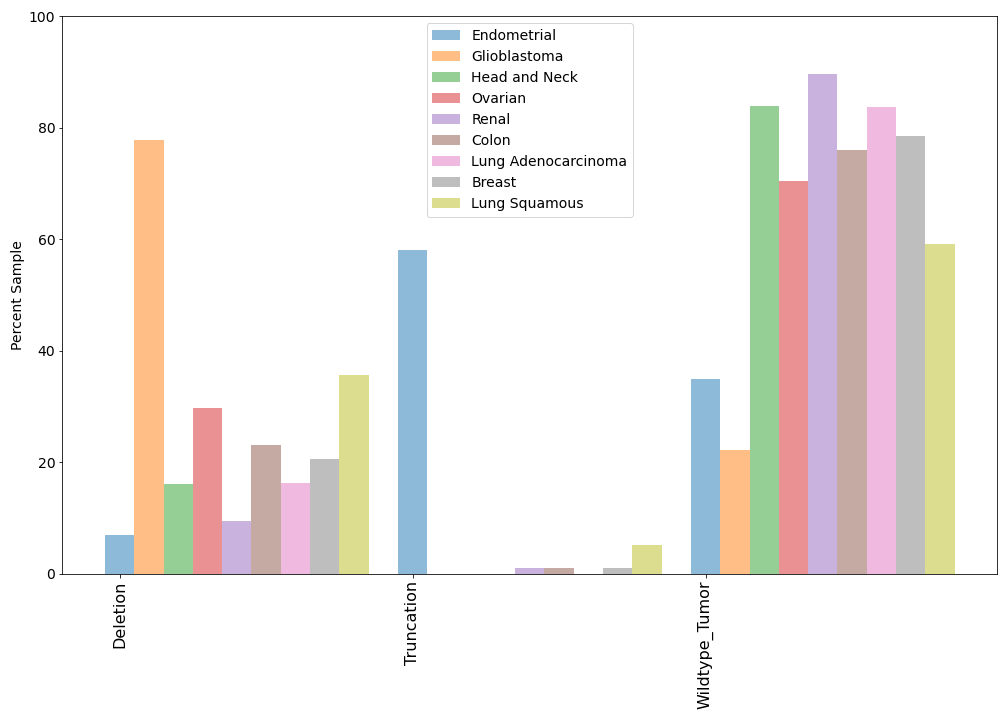 100
80
60
40
20
0
Percent Sample
Endometrial
Glioblastoma
Head and Neck
Ovarian
Renal
Colon
Lung Adenocarcinoma
Breast
Lung Squamous
Deletion
Truncation
Wildtype_Tumor